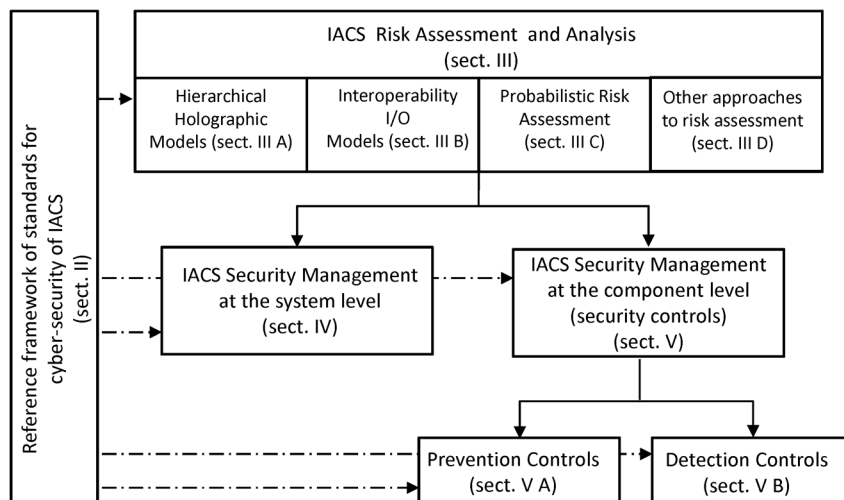 Reference framework of standards for
cyber-security of IACS
(sect. II)
IACS Risk Assessment and Analysis
(sect. III)
Hierarchical
Holographic
Models (sect. III A)
Interoperability
I/O
Models (sect. III B)
Probabilistic Risk
Assessment
(sect. III C)
Other approaches
to risk assessment
(sect. III D)
IACS Security Management
at the system level
(sect. IV)
IACS Security Management
at the component level
(security controls)
(sect. V)
Prevention Controls
(sect. V A)
Detection Controls
(sect. V B)